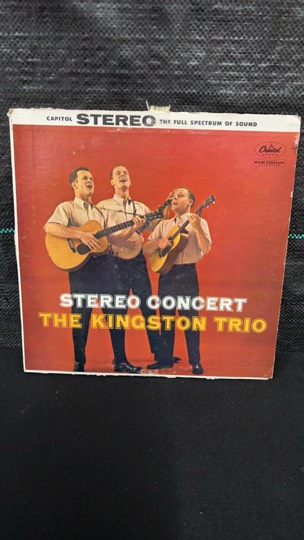 CAPITOL STEREO THE FULL SPECTRUM OF SOUND
Capitol
STEREO CONCERT
THE KINGSTON TRIO